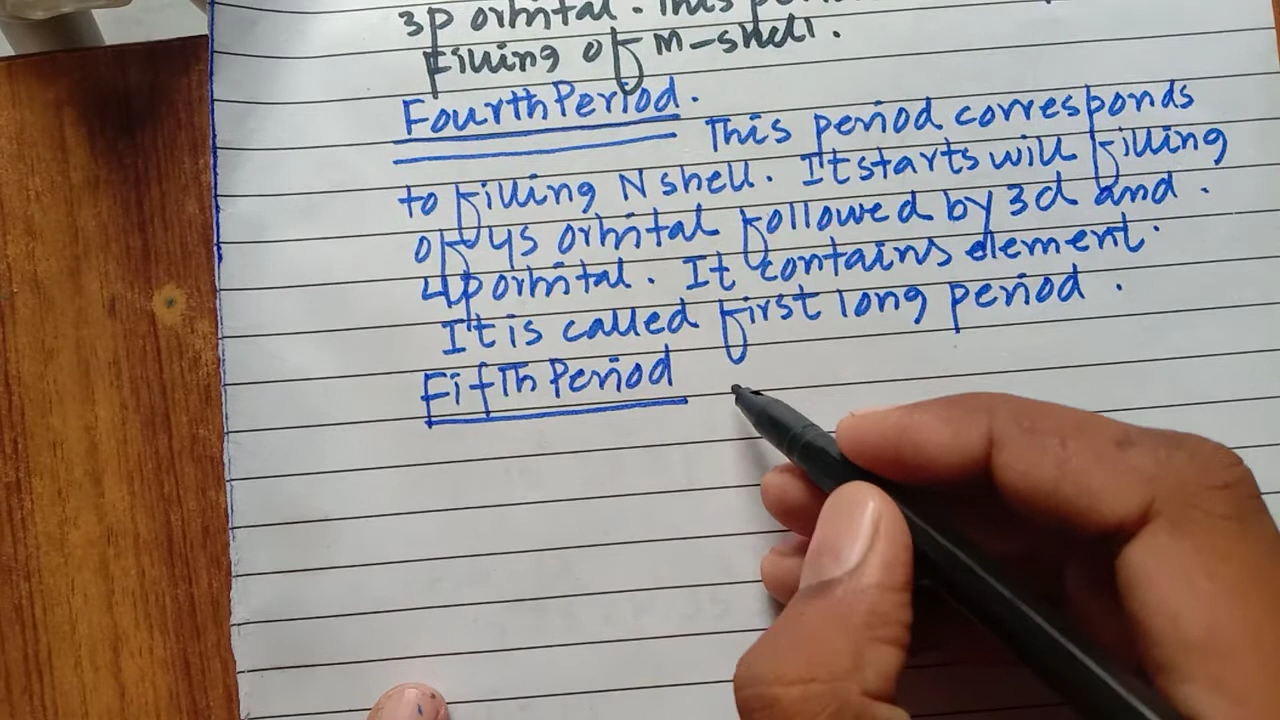 3p orbital. This
Filling of M-shell.
Fourth Period.
This period corresponds
to filling N shell. It starts will filling
of 4s orbital followed by 3d and.
4p orbital. It contains element.
It is called first long period.
Fifth Period